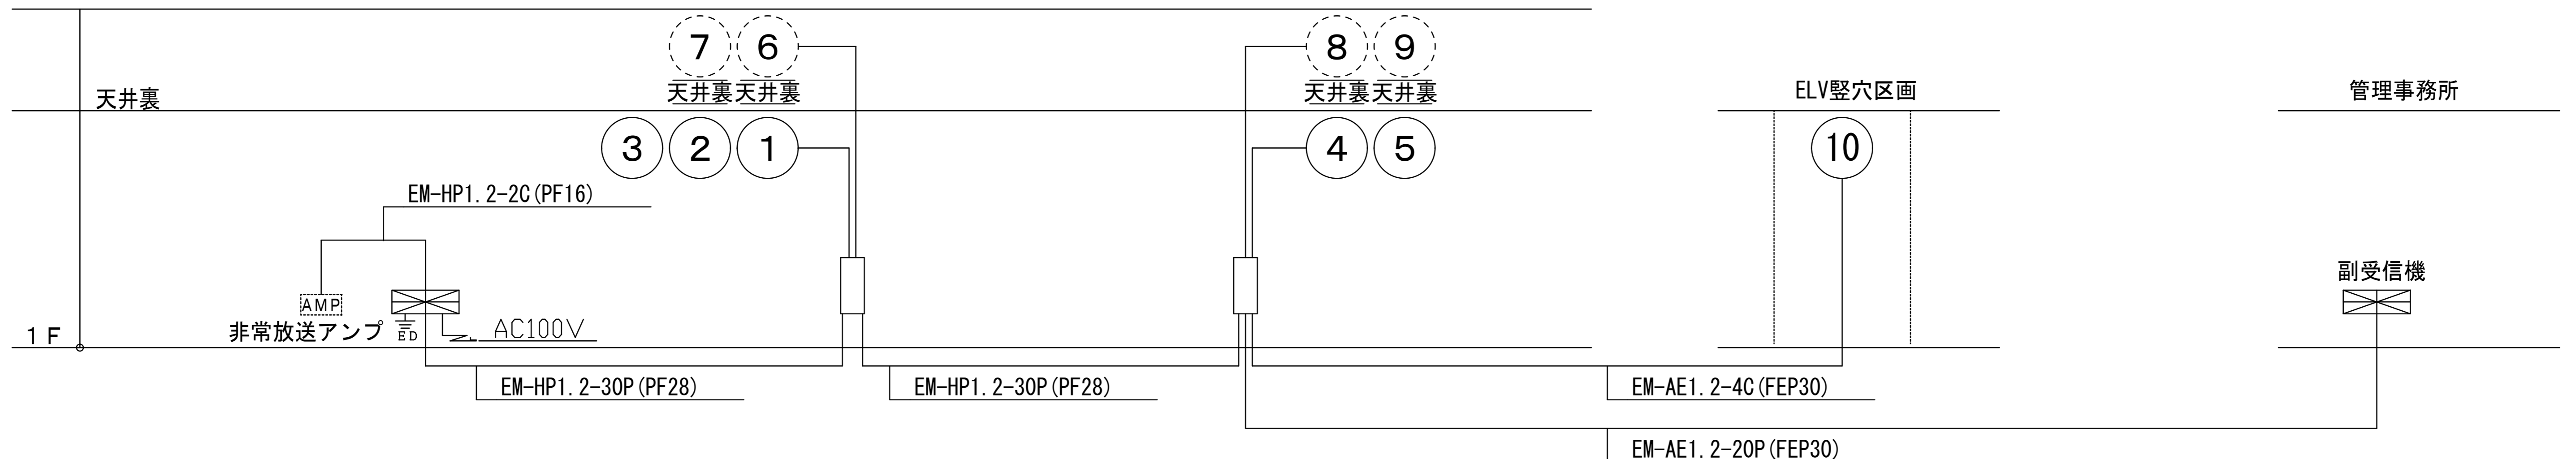 7 6
8 9
天井裏
天井裏 天井裏
天井裏 天井裏
ELV竪穴区画
管理事務所
3 2 1
4 5
10
EM-HP1.2-2C(PF16)
副受信機
AMP
非常放送アンプ
ED
AC100V
1F
EM-HP1.2-30P(PF28)
EM-HP1.2-30P(PF28)
EM-AE1.2-4C(FEP30)
EM-AE1.2-20P(FEP30)